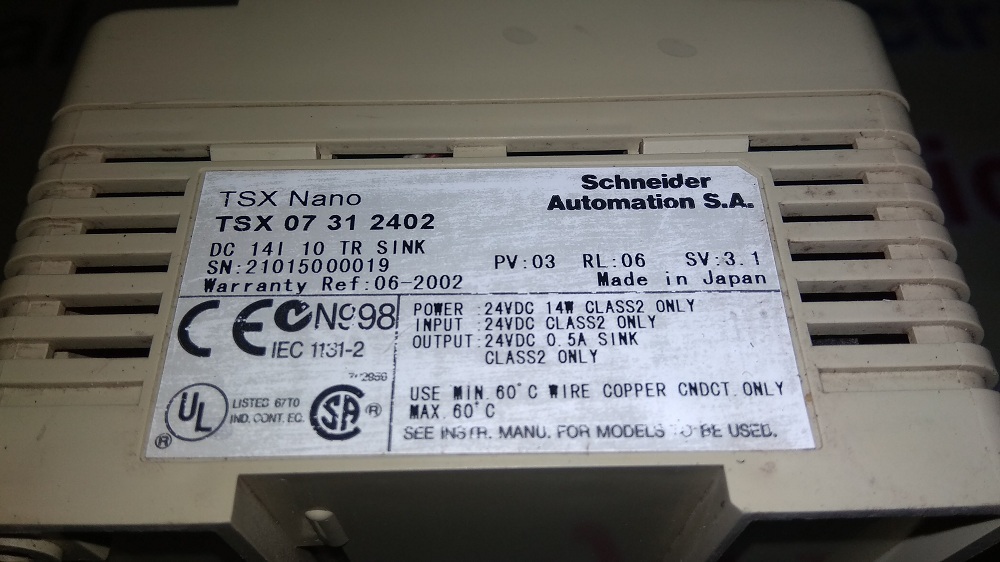 TSX Nano
TSX 07 31 2402
Schneider
Automation S.A.
DC 14I 10 TR SINK
SN:21015000019
PV:03 RL:06 SV:3.1
Warranty Ref:06-2002
Made in Japan
CE N998
IEC 1131-2
POWER :24VDC 14W CLASS2 ONLY
INPUT :24VDC CLASS2 ONLY
OUTPUT:24VDC 0.5A SINK
CLASS2 ONLY
UL ®
LISTED 67T0
IND. CONT. EQ.
SA ®
USE MIN. 60°C WIRE COPPER CNDCT.ONLY
MAX. 60°C
SEE INSTR. MANU. FOR MODELS TO BE USED.